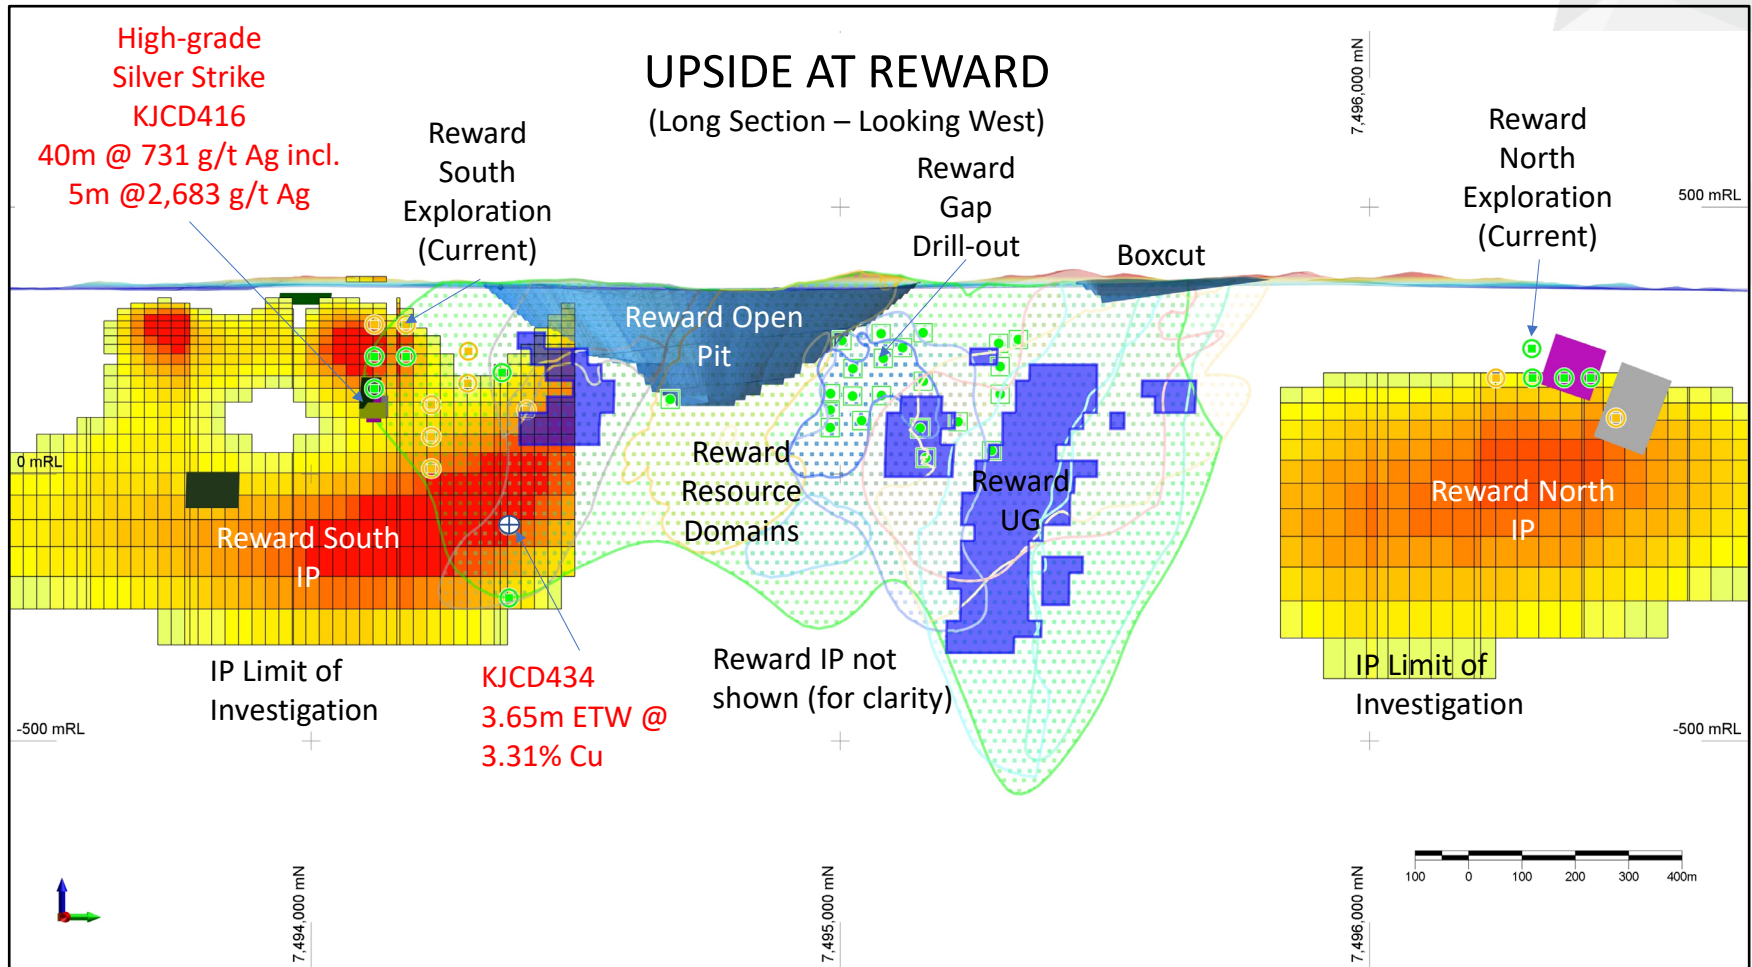 UPSIDE AT REWARD
(Long Section – Looking West)
High-grade
Silver Strike
KJCD416
40m @ 731 g/t Ag incl.
5m @2,683 g/t Ag
Reward
South
Exploration
(Current)
Reward
Gap
Drill-out
Boxcut
7,496,000 mN
Reward
North
Exploration
(Current)
500 mRL
Reward Open
Pit
0 mRL
Reward
Resource
Domains
Reward
UG
Reward South
IP
Reward North
IP
IP Limit of
Investigation
KJCD434
3.65m ETW @
3.31% Cu
Reward IP not
shown (for clarity)
IP Limit of
Investigation
-500 mRL
-500 mRL
7,494,000 mN
7,495,000 mN
7,496,000 mN
100 0 100 200 300 400m